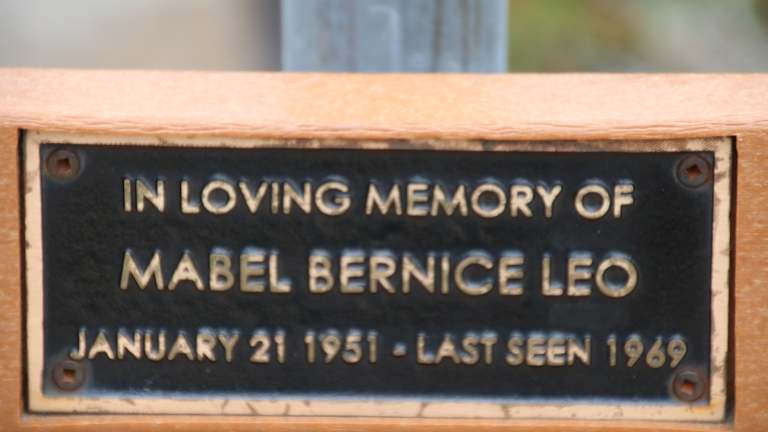 IN LOVING MEMORY OF
MABEL BERNICE LEO
JANUARY 21 1951 - LAST SEEN 1969